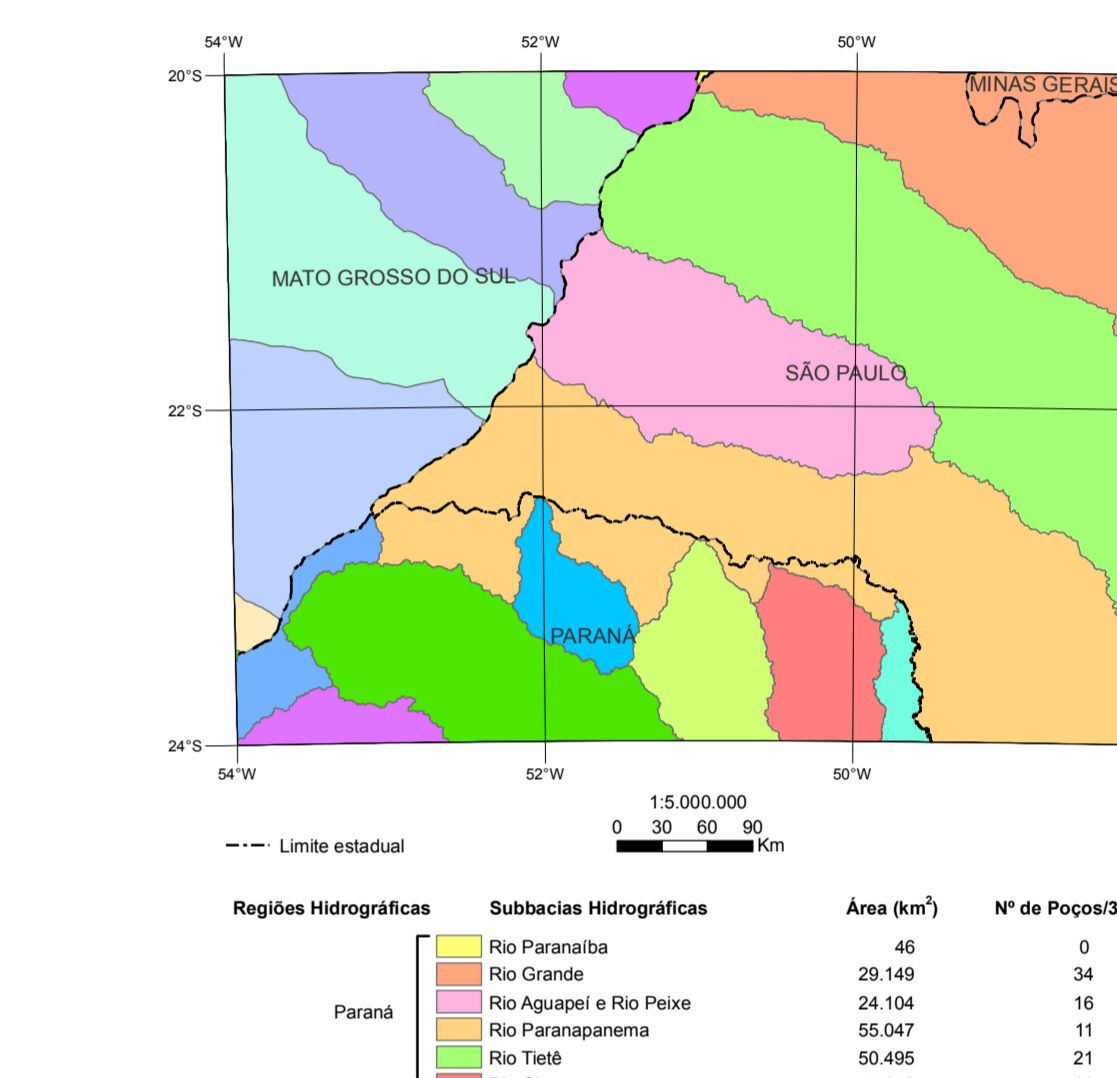 54°W 52°W 50°W
20°S
MINAS GERAIS
MATO GROSSO DO SUL
SÃO PAULO
22°S
PARANÁ
24°S
54°W 52°W 50°W
1:5.000.000
0 30 60 90
Km
Limite estadual
Regiões Hidrográficas Subbacias Hidrográficas Área (km²) Nº de Poços/3
Rio Paranaíba 46 0
Rio Grande 29.149 34
Paraná Rio Aguapeí e Rio Peixe 24.104 16
Rio Paranapanema 55.047 11
Rio Tietê 50.495 21